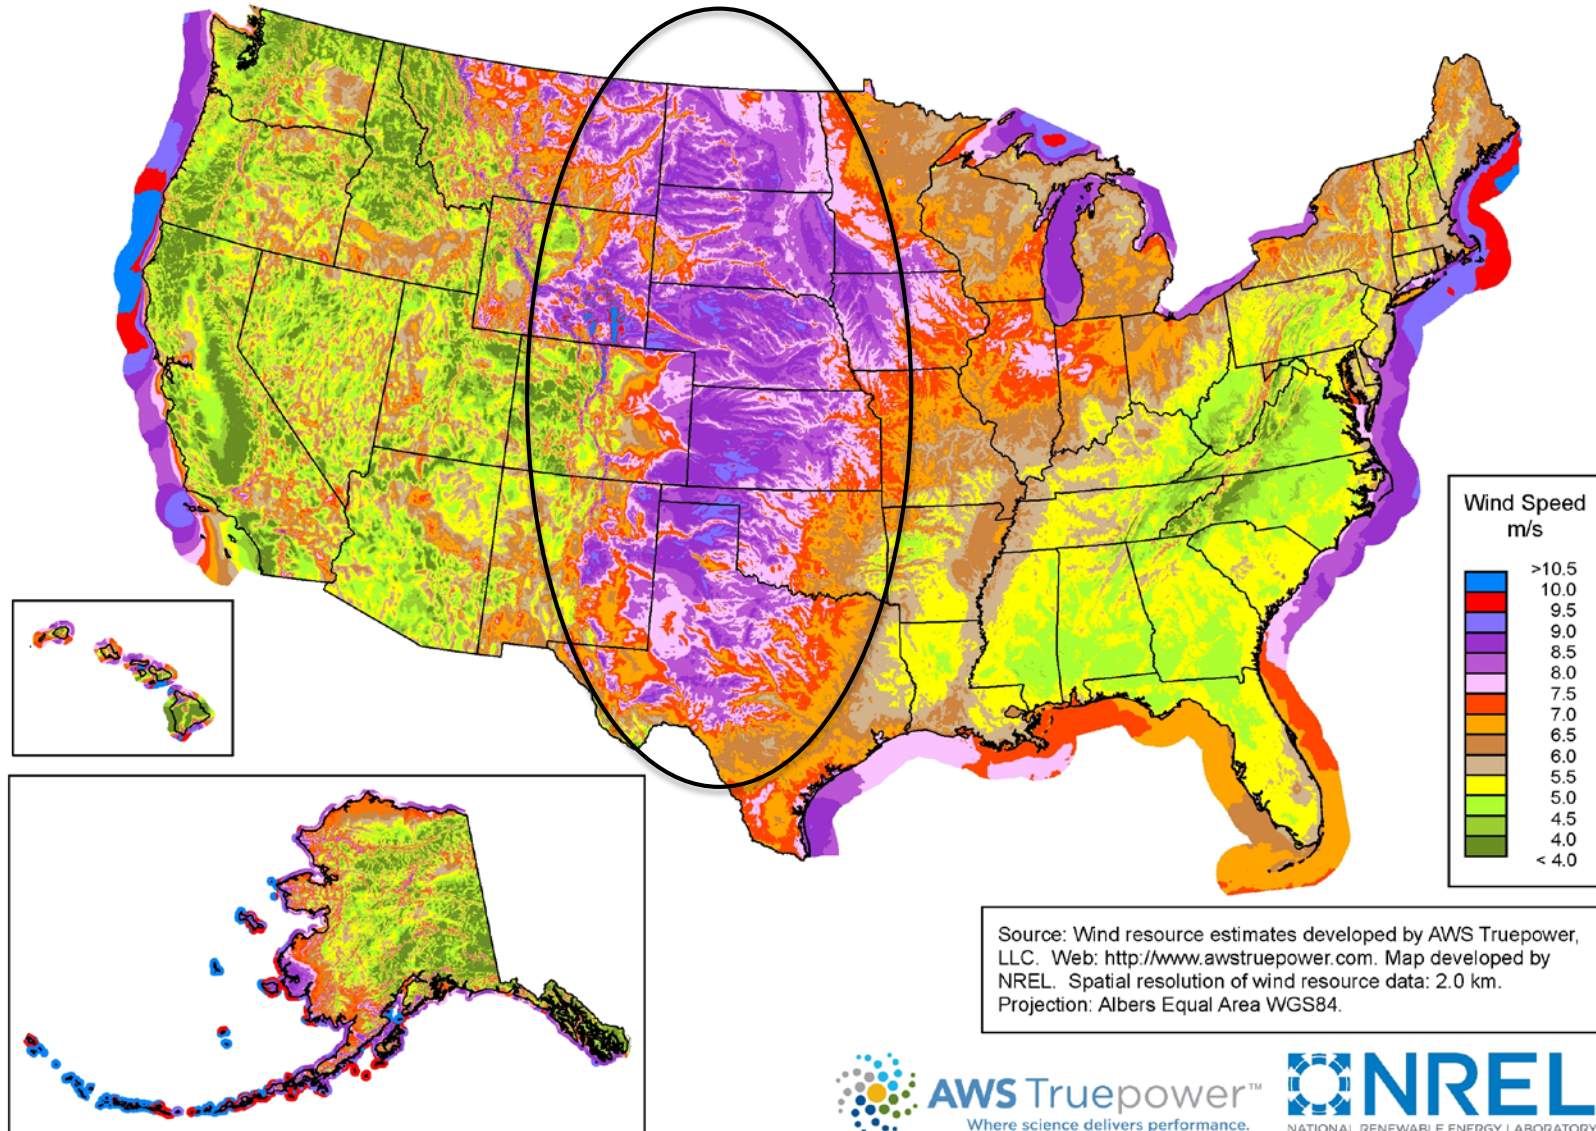 Wind Speed
m/s
>10.5
10.0
9.5
9.0
8.5
8.0
7.5
7.0
6.5
6.0
5.5
5.0
4.5
4.0
< 4.0
Source: Wind resource estimates developed by AWS Truepower,
LLC. Web: http://www.awstruepower.com. Map developed by
NREL. Spatial resolution of wind resource data: 2.0 km.
Projection: Albers Equal Area WGS84.
AWS Truepower™
Where science delivers performance.
NREL
NATIONAL RENEWABLE ENERGY LABORATORY